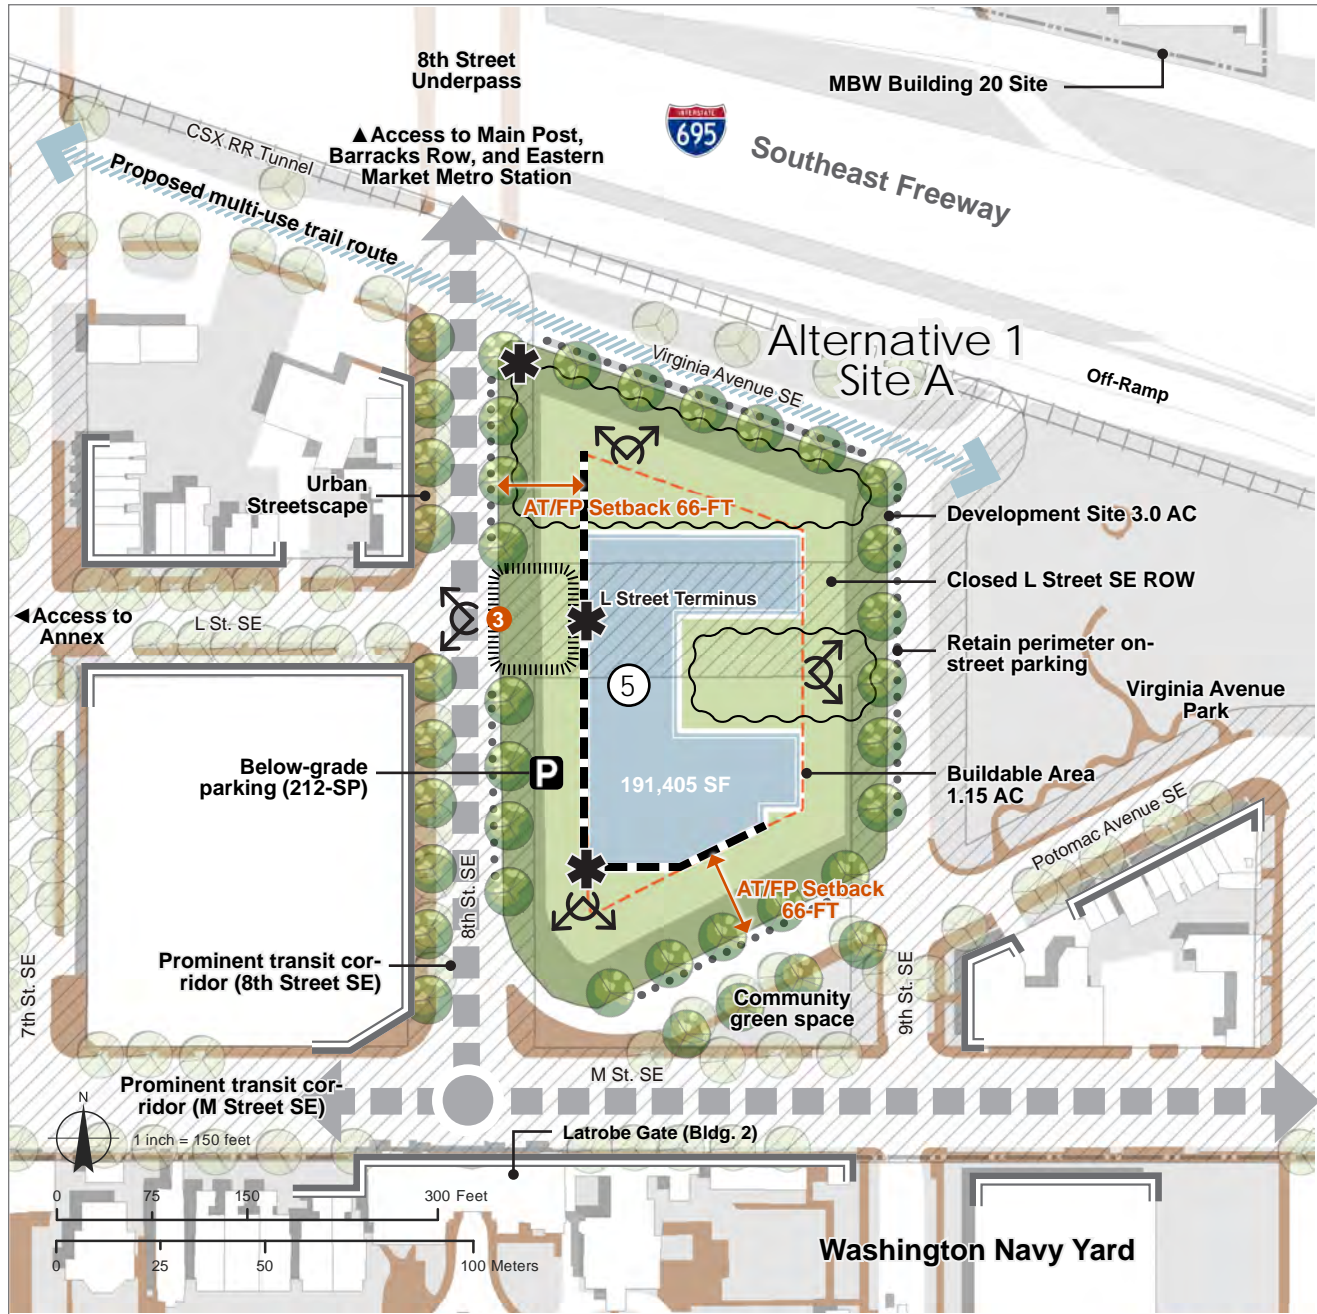 8th Street
Underpass
MBW Building 20 Site
INTERSTATE
695
▲Access to Main Post,
Barracks Row, and Eastern
Market Metro Station
CSX RR Tunnel
Southeast Freeway
Proposed multi-use trail route
Alternative 1
Site A
Virginia Avenue SE
Off-Ramp
Urban
Streetscape
AT/FP Setback 66-FT
Development Site 3.0 AC
Closed L Street SE ROW
◀Access to
Annex
L St. SE
3
L Street Terminus
Retain perimeter on-
street parking
5
Virginia Avenue
Park
Below-grade
parking (212-SP)
P
191,405 SF
Buildable Area
1.15 AC
Potomac Avenue SE
8th St. SE
AT/FP Setback
66-FT
Prominent transit cor-
ridor (8th Street SE)
7th St. SE
9th St. SE
Community
green space
M St. SE
Prominent transit cor-
ridor (M Street SE)
N
1 inch = 150 feet
Latrobe Gate (Bldg. 2)
0 75 150 300 Feet
0 25 50 100 Meters
Washington Navy Yard